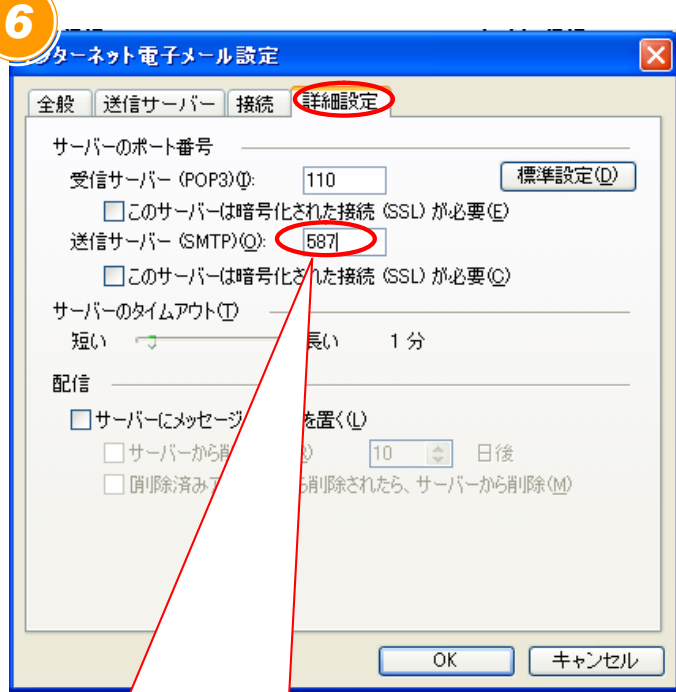 6
ターネット電子メール設定
全般 送信サーバー 接続 詳細設定
サーバーのポート番号
受信サーバー (POP3)(I): 110 標準設定(D)
このサーバーは暗号化された接続 (SSL) が必要(E)
送信サーバー (SMTP)(O): 587
このサーバーは暗号化された接続 (SSL) が必要(C)
サーバーのタイムアウト(T)
短い 長い 1 分
配信
サーバーにメッセージ を置く(L)
サーバーから削 10 日後
削除済みア ら削除されたら、サーバーから削除(M)
OK キャンセル